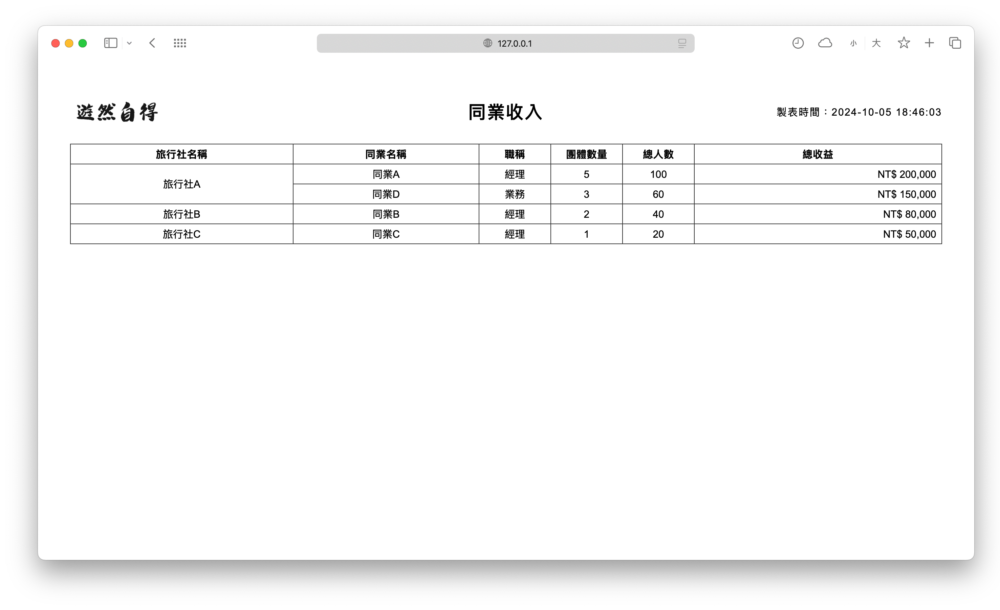 127.0.0.1
小 大
遊然自得
同業收入
製表時間：2024-10-05 18:46:03
旅行社名稱 同業名稱 職稱 團體數量 總人數 總收益
旅行社A 同業A 經理 5 100 NT$ 200,000
同業D 業務 3 60 NT$ 150,000
旅行社B 同業B 經理 2 40 NT$ 80,000
旅行社C 同業C 經理 1 20 NT$ 50,000